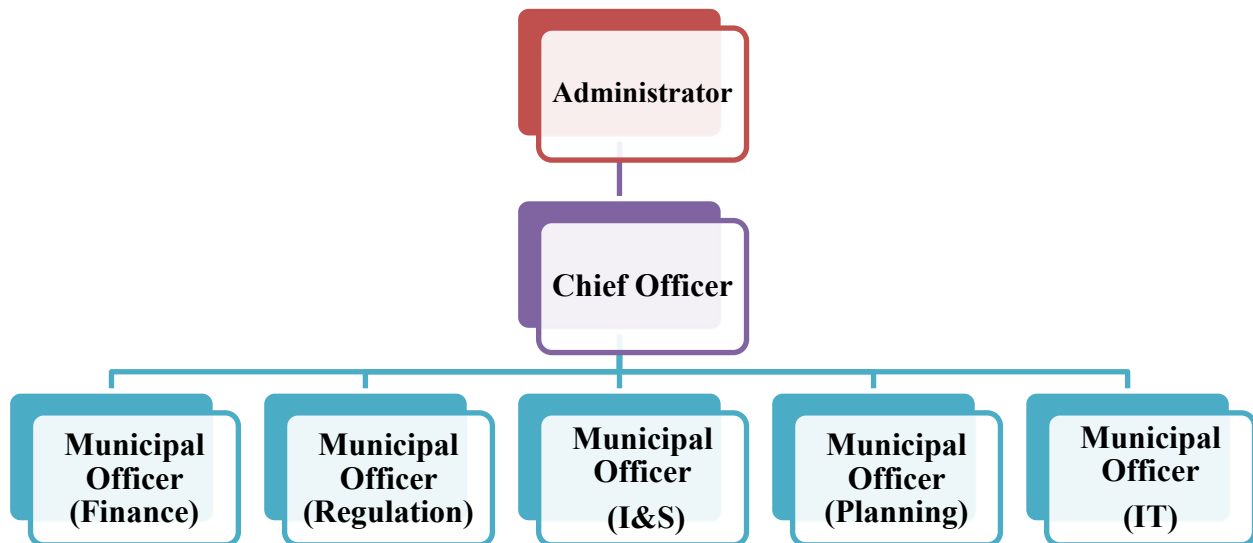 Administrator
Chief Officer
Municipal
Officer
(Finance)
Municipal
Officer
(Regulation)
Municipal
Officer
(I&S)
Municipal
Officer
(Planning)
Municipal
Officer
(IT)